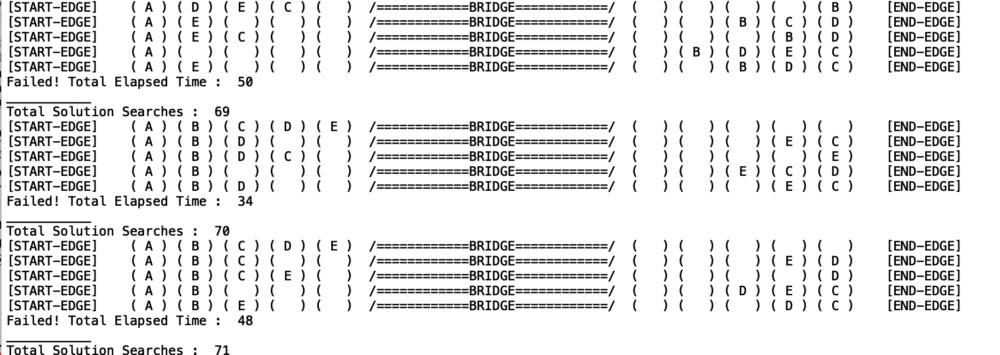 [START-EDGE]    ( A ) ( D ) ( E ) ( C ) (   )  /============BRIDGE============/  (   ) (   ) (   ) (   ) ( B )    [END-EDGE]
[START-EDGE]    ( A ) ( E ) (   ) (   ) (   )  /============BRIDGE============/  (   ) (   ) ( B ) ( C ) ( D )    [END-EDGE]
[START-EDGE]    ( A ) ( E ) ( C ) (   ) (   )  /============BRIDGE============/  (   ) (   ) (   ) ( B ) ( D )    [END-EDGE]
[START-EDGE]    ( A ) (   ) (   ) (   ) (   )  /============BRIDGE============/  (   ) ( B ) ( D ) ( E ) ( C )    [END-EDGE]
[START-EDGE]    ( A ) ( E ) (   ) (   ) (   )  /============BRIDGE============/  (   ) (   ) ( B ) ( D ) ( C )    [END-EDGE]
Failed! Total Elapsed Time :  50
___________
Total Solution Searches :  69
[START-EDGE]    ( A ) ( B ) ( C ) ( D ) ( E )  /============BRIDGE============/  (   ) (   ) (   ) (   ) (   )    [END-EDGE]
[START-EDGE]    ( A ) ( B ) ( D ) (   ) (   )  /============BRIDGE============/  (   ) (   ) (   ) ( E ) ( C )    [END-EDGE]
[START-EDGE]    ( A ) ( B ) ( D ) ( C ) (   )  /============BRIDGE============/  (   ) (   ) (   ) (   ) ( E )    [END-EDGE]
[START-EDGE]    ( A ) ( B ) (   ) (   ) (   )  /============BRIDGE============/  (   ) (   ) ( E ) ( C ) ( D )    [END-EDGE]
[START-EDGE]    ( A ) ( B ) ( D ) (   ) (   )  /============BRIDGE============/  (   ) (   ) (   ) ( E ) ( C )    [END-EDGE]
Failed! Total Elapsed Time :  34
___________
Total Solution Searches :  70
[START-EDGE]    ( A ) ( B ) ( C ) ( D ) ( E )  /============BRIDGE============/  (   ) (   ) (   ) (   ) (   )    [END-EDGE]
[START-EDGE]    ( A ) ( B ) ( C ) (   ) (   )  /============BRIDGE============/  (   ) (   ) (   ) ( E ) ( D )    [END-EDGE]
[START-EDGE]    ( A ) ( B ) ( C ) ( E ) (   )  /============BRIDGE============/  (   ) (   ) (   ) (   ) ( D )    [END-EDGE]
[START-EDGE]    ( A ) ( B ) (   ) (   ) (   )  /============BRIDGE============/  (   ) (   ) ( D ) ( E ) ( C )    [END-EDGE]
[START-EDGE]    ( A ) ( B ) ( E ) (   ) (   )  /============BRIDGE============/  (   ) (   ) (   ) ( D ) ( C )    [END-EDGE]
Failed! Total Elapsed Time :  48
___________
Total Solution Searches :  71